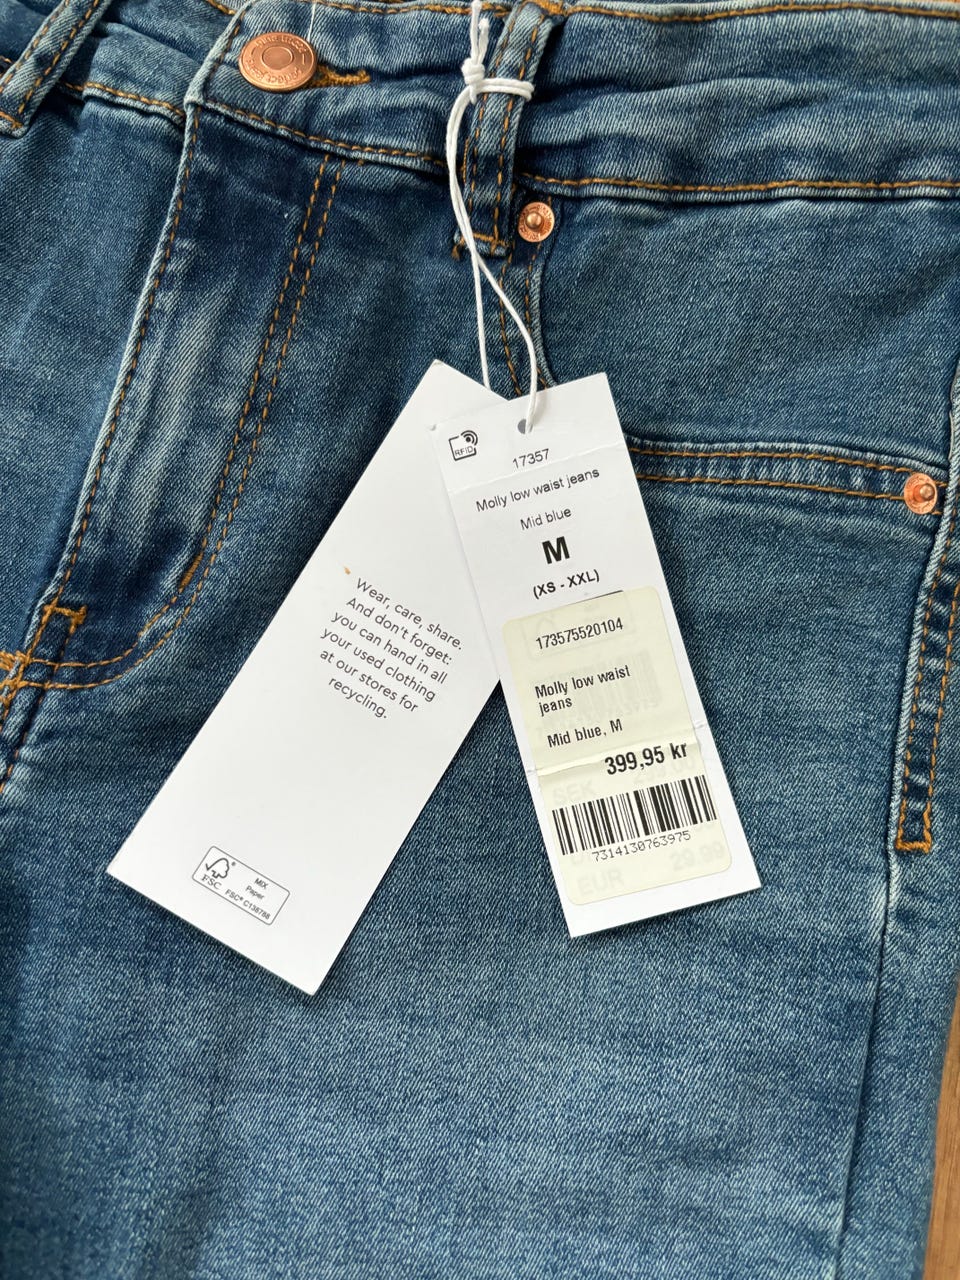 RFID
17357
Molly low waist jeans
Mid blue
M
(XS - XXL)
173575520104
Molly low waist
jeans
Mid blue, M
399,95 kr
7314130763975
SEK
EUR 29.99
Wear, care, share.
And don't forget:
you can hand in all
your used clothing
at our stores for
recycling.
FSC
MIX
Paper
FSC® C138788